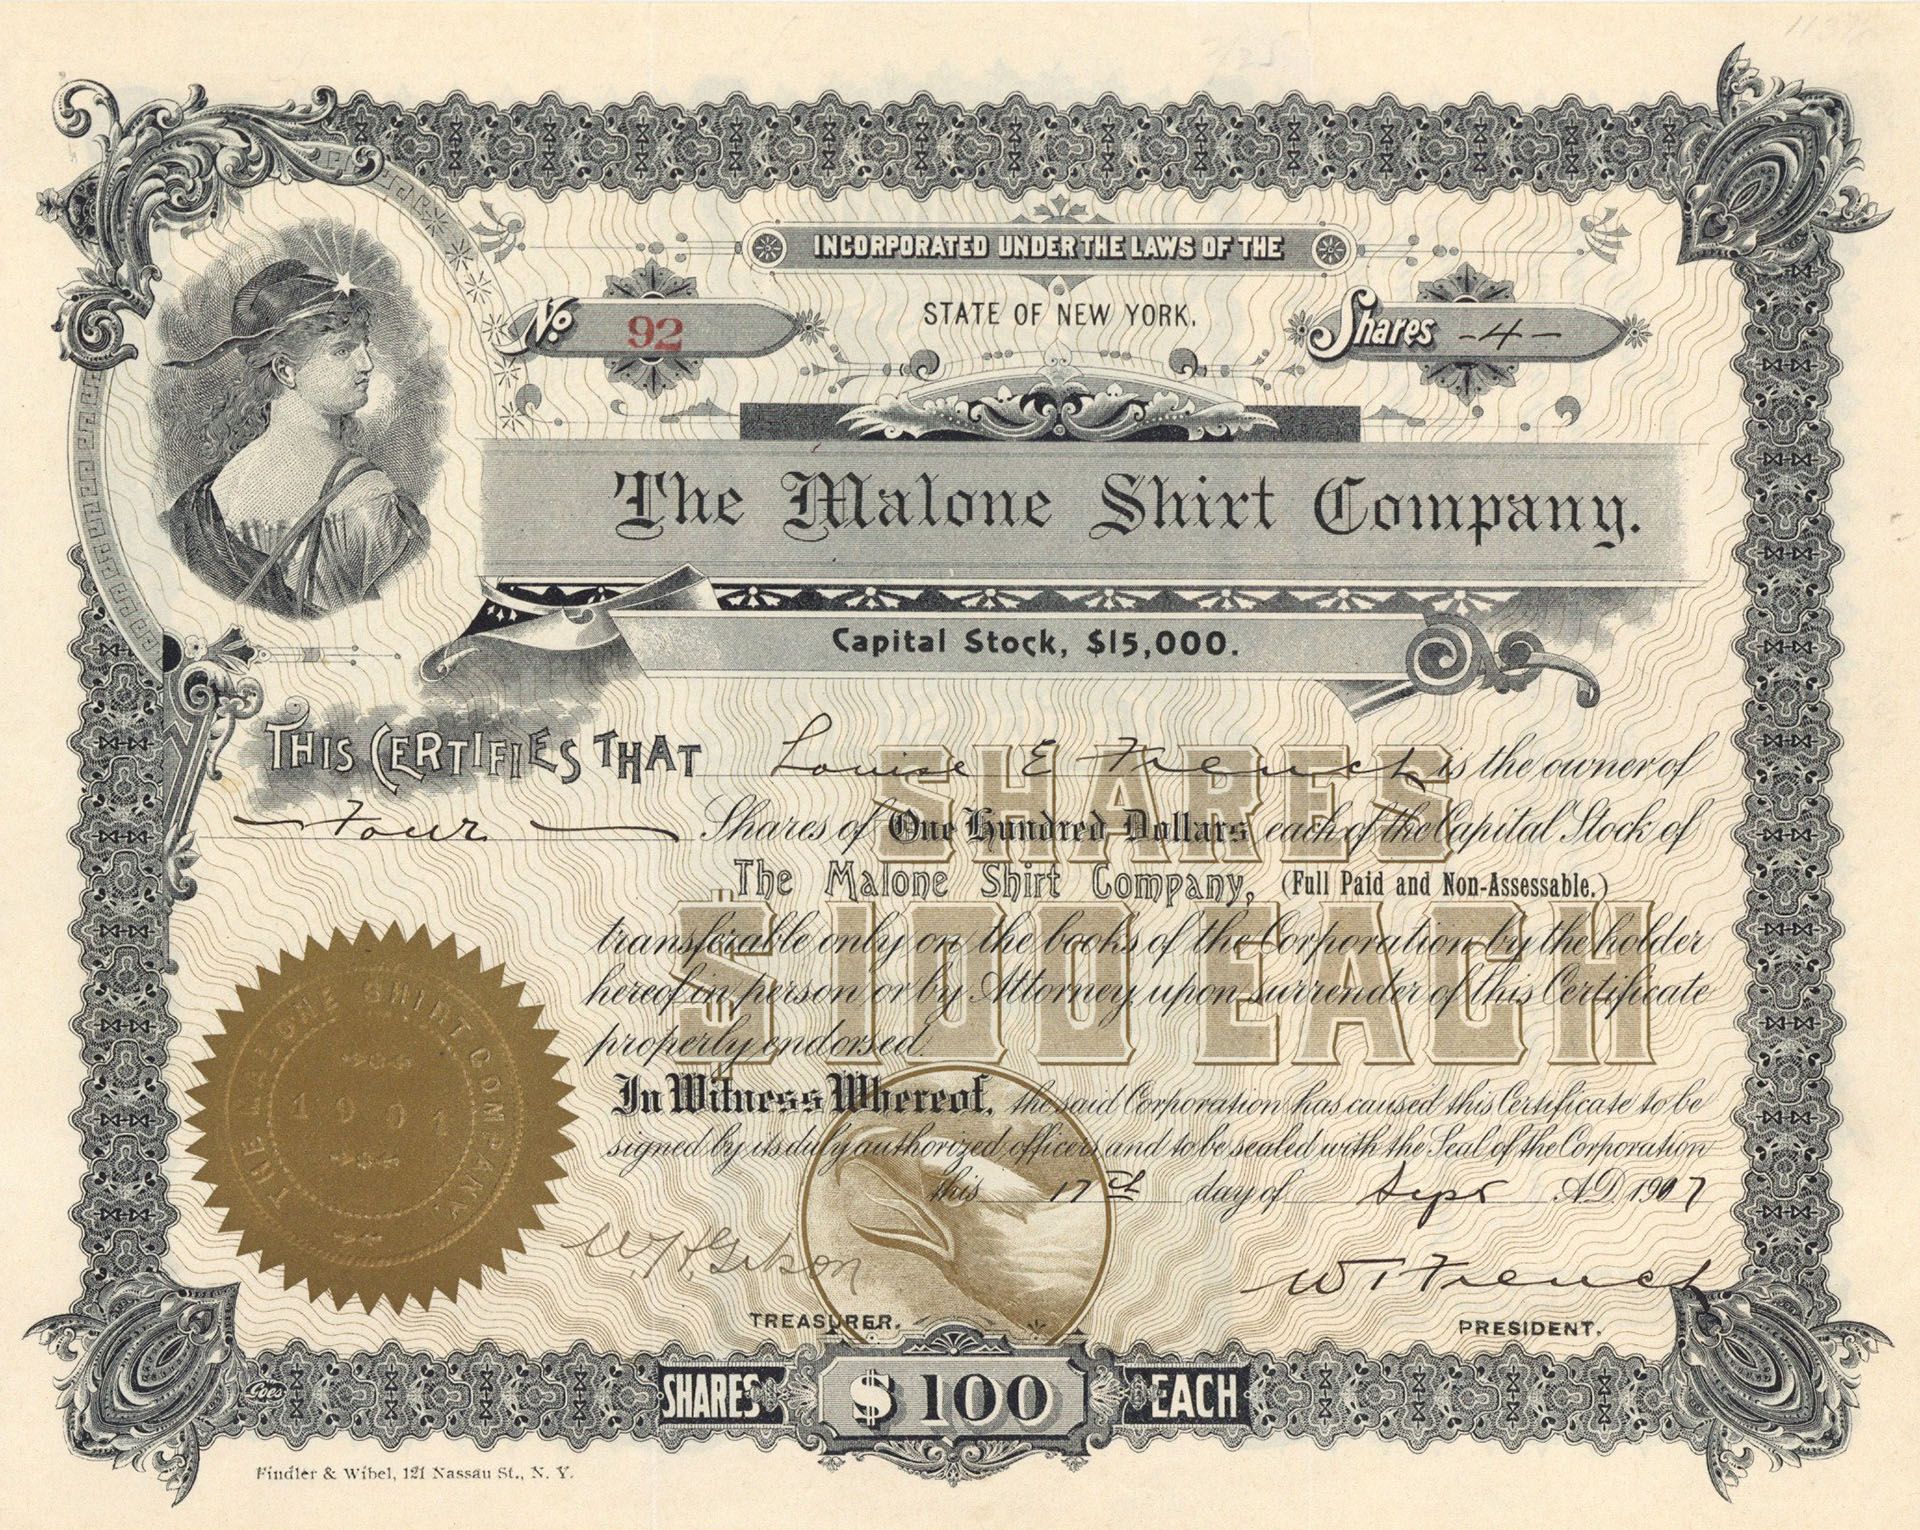 INCORPORATED UNDER THE LAWS OF THE
STATE OF NEW YORK.
No. 92
Shares -4-
The Malone Shirt Company.
Capital Stock, $15,000.
THIS CERTIFIES THAT Louise E French is the owner of
Four Shares of One Hundred Dollars each of the Capital Stock of
The Malone Shirt Company, (Full Paid and Non-Assessable.)
transferable only on the books of the Corporation by the holder
hereof in person or by Attorney, upon surrender of this Certificate
properly endorsed.
SHARES
$100 EACH
In Witness Whereof, the said Corporation has caused this Certificate to be
signed by its duly authorized officers and to be sealed with the Seal of the Corporation
this 17th day of Sept A.D. 1907
THE MALONE SHIRT COMPANY.
1901
TREASURER.
W T French
PRESIDENT.
Goes
SHARES $100 EACH
Findler & Wibel, 121 Nassau St., N. Y.